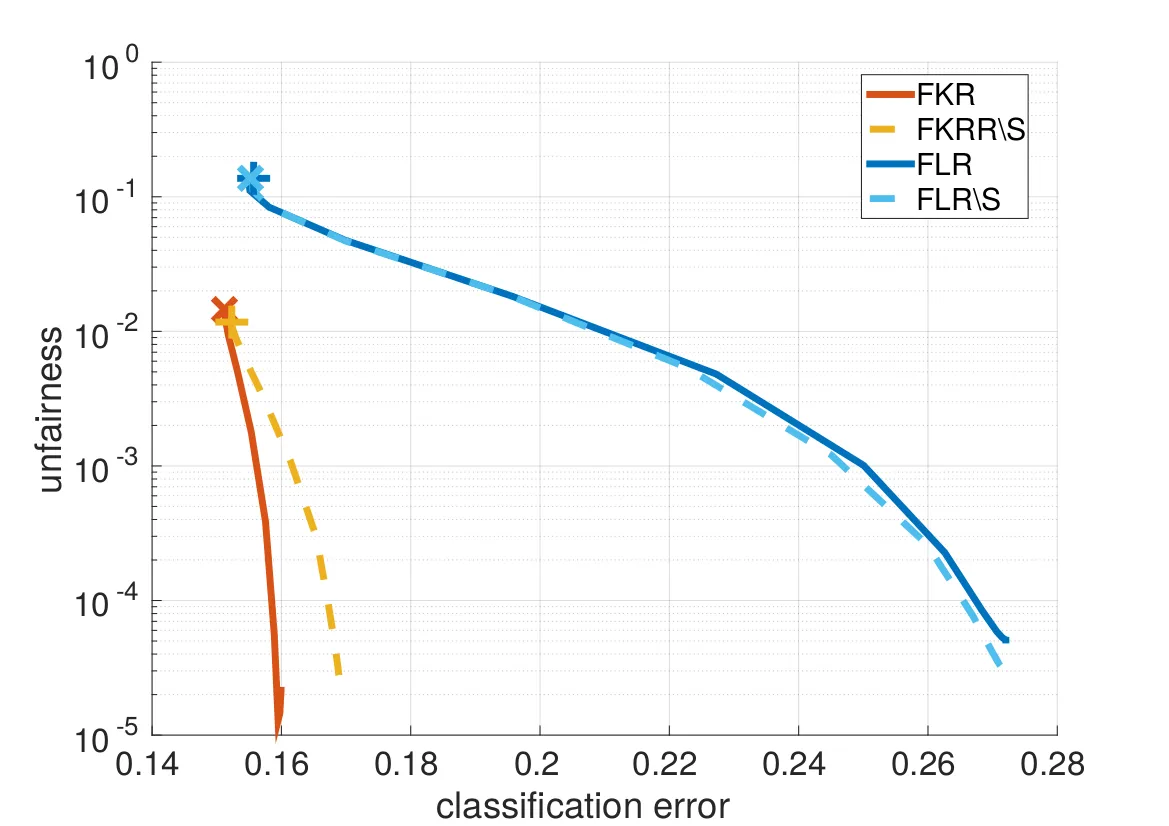 10^0
10^-1
10^-2
10^-3
10^-4
10^-5
unfairness
0.14 0.16 0.18 0.2 0.22 0.24 0.26 0.28
classification error
FKR
FKRR\S
FLR
FLR\S